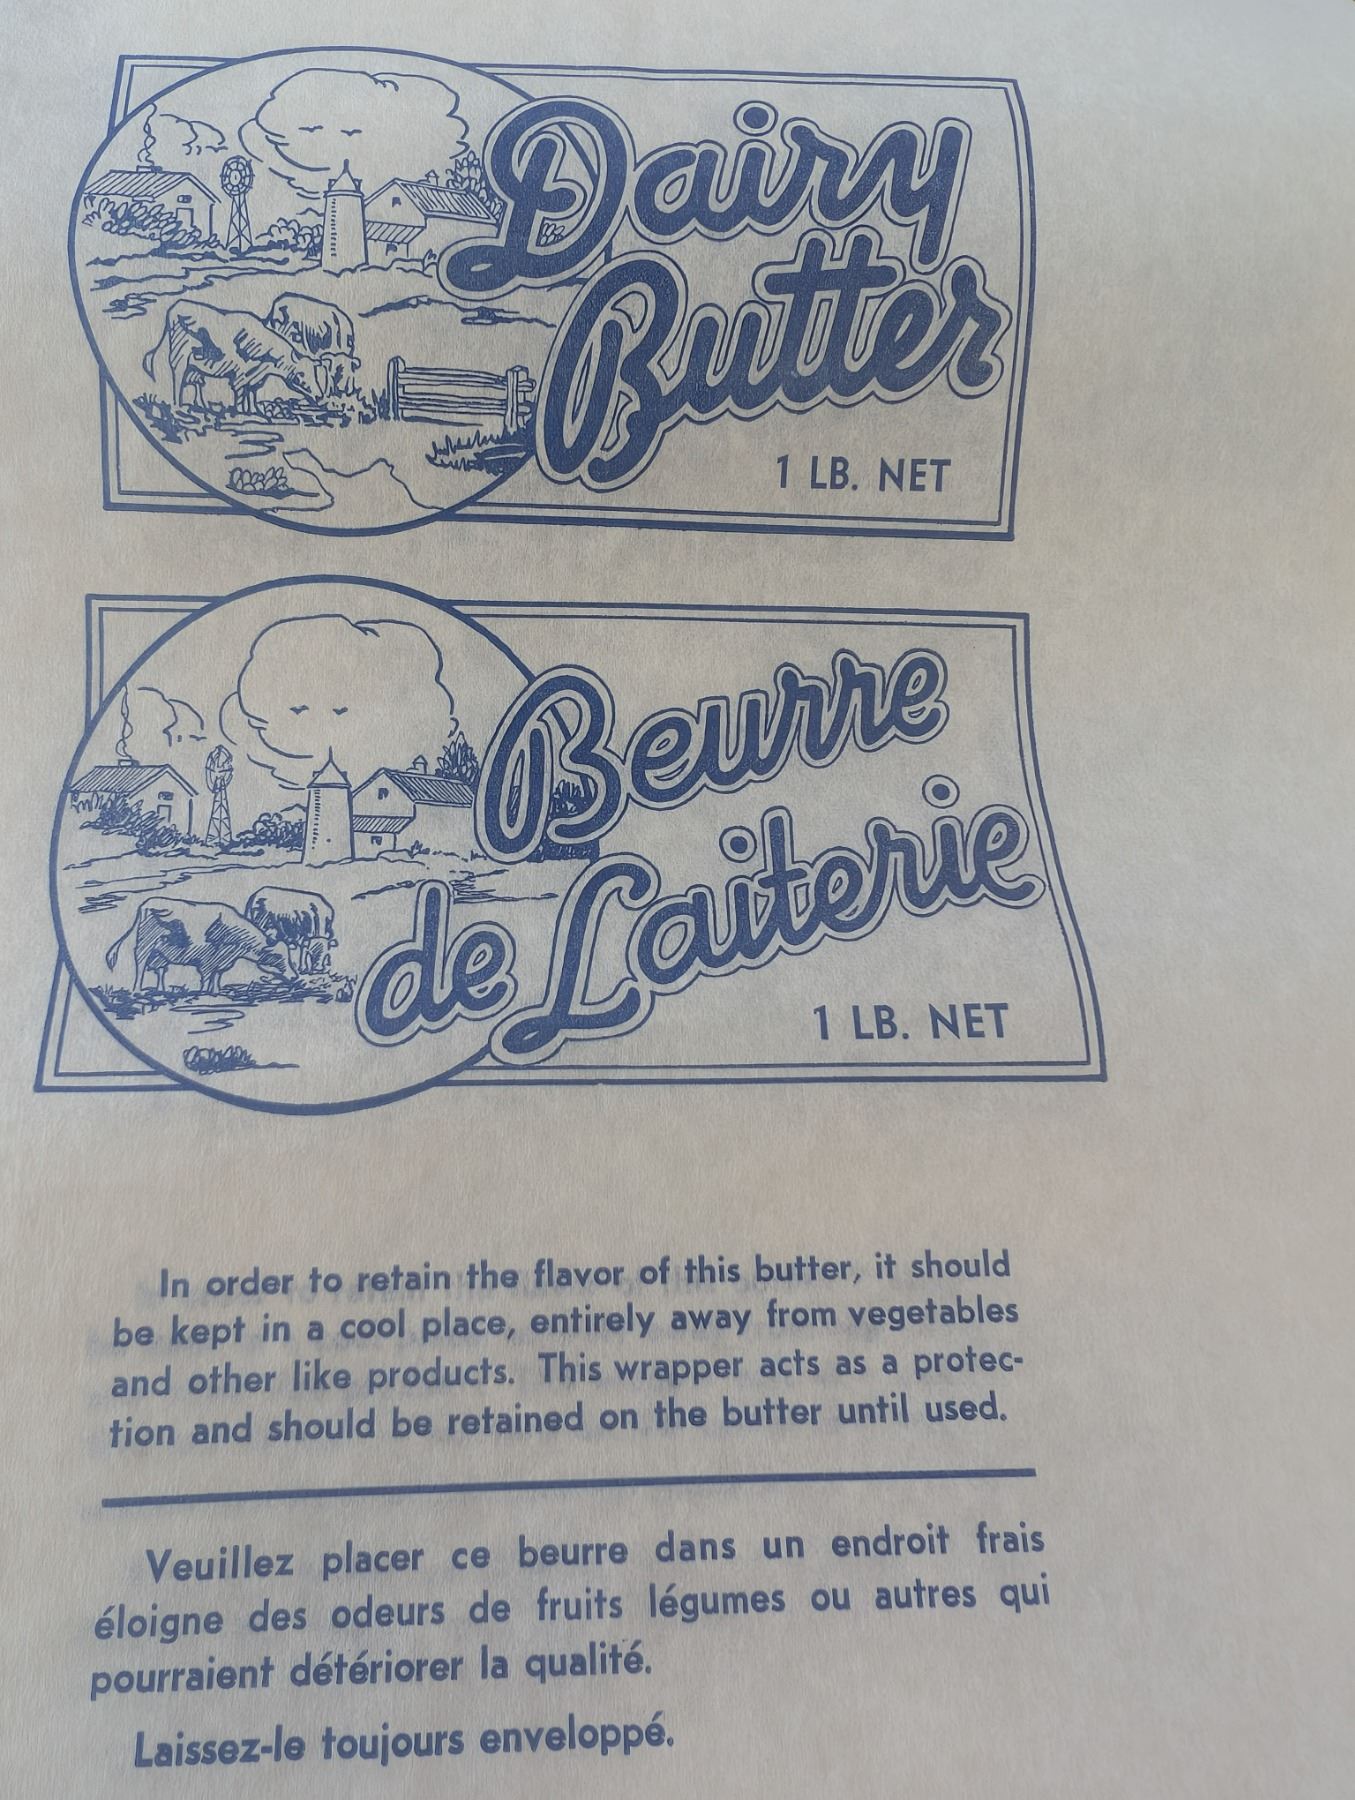 Dairy
Butter
1 LB. NET
Beurre
de Laiterie
1 LB. NET
In order to retain the flavor of this butter, it should
be kept in a cool place, entirely away from vegetables
and other like products. This wrapper acts as a protec-
tion and should be retained on the butter until used.
Veuillez placer ce beurre dans un endroit frais
éloigne des odeurs de fruits légumes ou autres qui
pourraient détériorer la qualité.
Laissez-le toujours enveloppé.